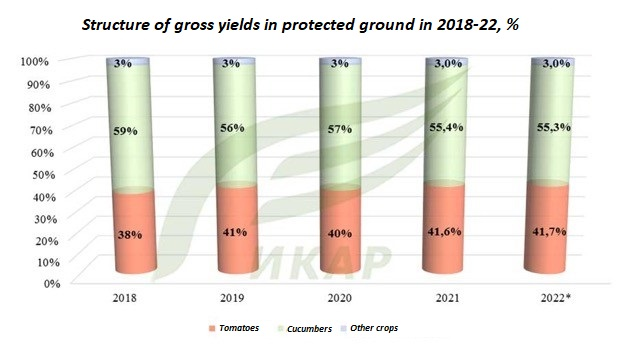 Structure of gross yields in protected ground in 2018-22, %
100% 3% 3% 3% 3,0% 3,0%
90%
80%
70% 59% 56% 57% 55,4% 55,3%
60%
50%
40%
30%
20% 38% 41% 40% 41,6% 41,7%
10% ИКАР
0%
2018 2019 2020 2021 2022*
Tomatoes Cucumbers Other crops